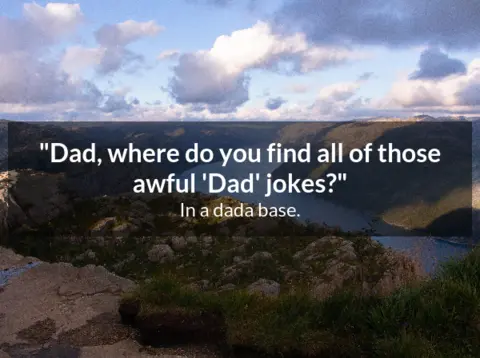 "Dad, where do you find all of those
awful 'Dad' jokes?"
In a dada base.